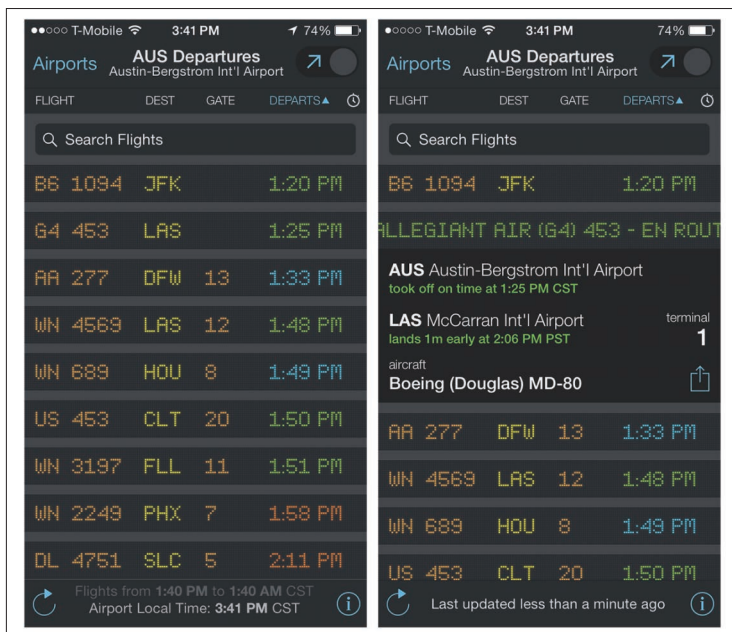 T-Mobile 3:41 PM 74%
Airports AUS Departures
Austin-Bergstrom Int'l Airport
FLIGHT DEST GATE DEPARTS▲
Search Flights
B6 1094 JFK 1:20 PM
G4 453 LAS 1:25 PM
AA 277 DFW 13 1:33 PM
WN 4569 LAS 12 1:48 PM
WN 689 HOU 8 1:49 PM
US 453 CLT 20 1:50 PM
WN 3197 FLL 11 1:51 PM
WN 2249 PHX 7 1:58 PM
DL 4751 SLC 5 2:11 PM
Flights from 1:40 PM to 1:40 AM CST
Airport Local Time: 3:41 PM CST
T-Mobile 3:41 PM 74%
Airports AUS Departures
Austin-Bergstrom Int'l Airport
FLIGHT DEST GATE DEPARTS▲
Search Flights
B6 1094 JFK 1:20 PM
ALLEGIANT AIR (G4) 453 - EN ROUT
AUS Austin-Bergstrom Int'l Airport
took off on time at 1:25 PM CST
LAS McCarran Int'l Airport terminal
lands 1m early at 2:06 PM PST 1
aircraft
Boeing (Douglas) MD-80
AA 277 DFW 13 1:33 PM
WN 4569 LAS 12 1:48 PM
WN 689 HOU 8 1:49 PM
US 453 CLT 20 1:50 PM
Last updated less than a minute ago